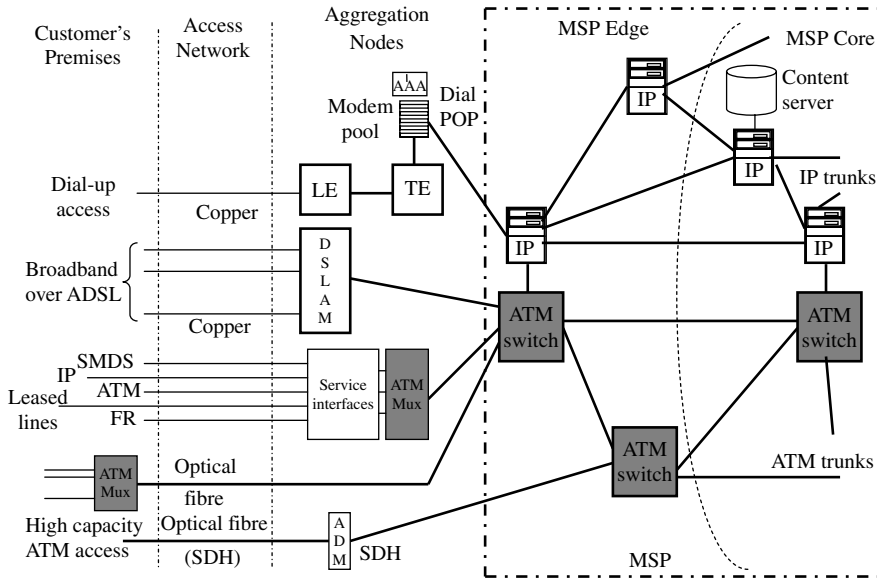 Customer's
Premises
Access
Network
Aggregation
Nodes
MSP Edge
MSP Core
Content
server
AAA
Modem
pool
Dial
POP
IP
IP
Dial-up
access
Copper
LE
TE
IP trunks
IP
IP
Broadband
over ADSL
Copper
DSLAM
ATM
switch
ATM
switch
SMDS
IP
ATM
Leased
lines
FR
Service
interfaces
ATM
Mux
ATM
switch
ATM trunks
ATM
Mux
Optical
fibre
High capacity
ATM access
Optical fibre
(SDH)
ADM
SDH
MSP